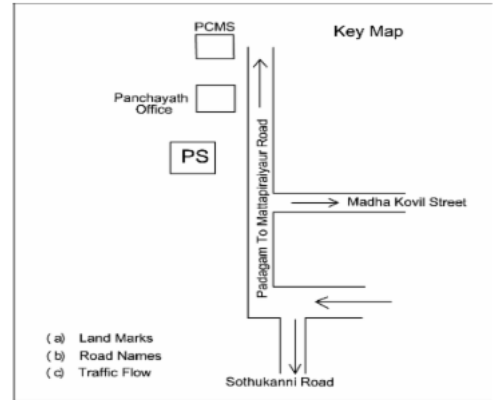 PCMS
Key Map
Panchayath
Office
PS
Padagam To Mattapiraiyaur Road
Madha Kovil Street
(a) Land Marks
(b) Road Names
(c) Traffic Flow
Sothukanni Road